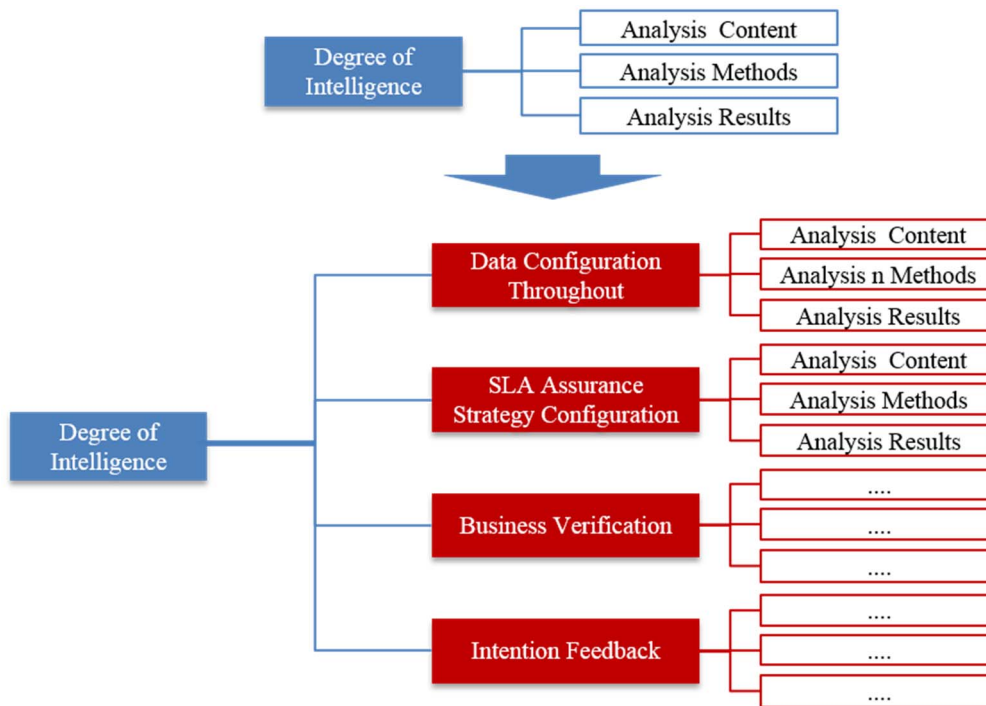 Degree of
Intelligence
Analysis Content
Analysis Methods
Analysis Results
Degree of
Intelligence
Data Configuration
Throughout
Analysis Content
Analysis n Methods
Analysis Results
SLA Assurance
Strategy Configuration
Analysis Content
Analysis Methods
Analysis Results
Business Verification
....
....
....
Intention Feedback
....
....
....